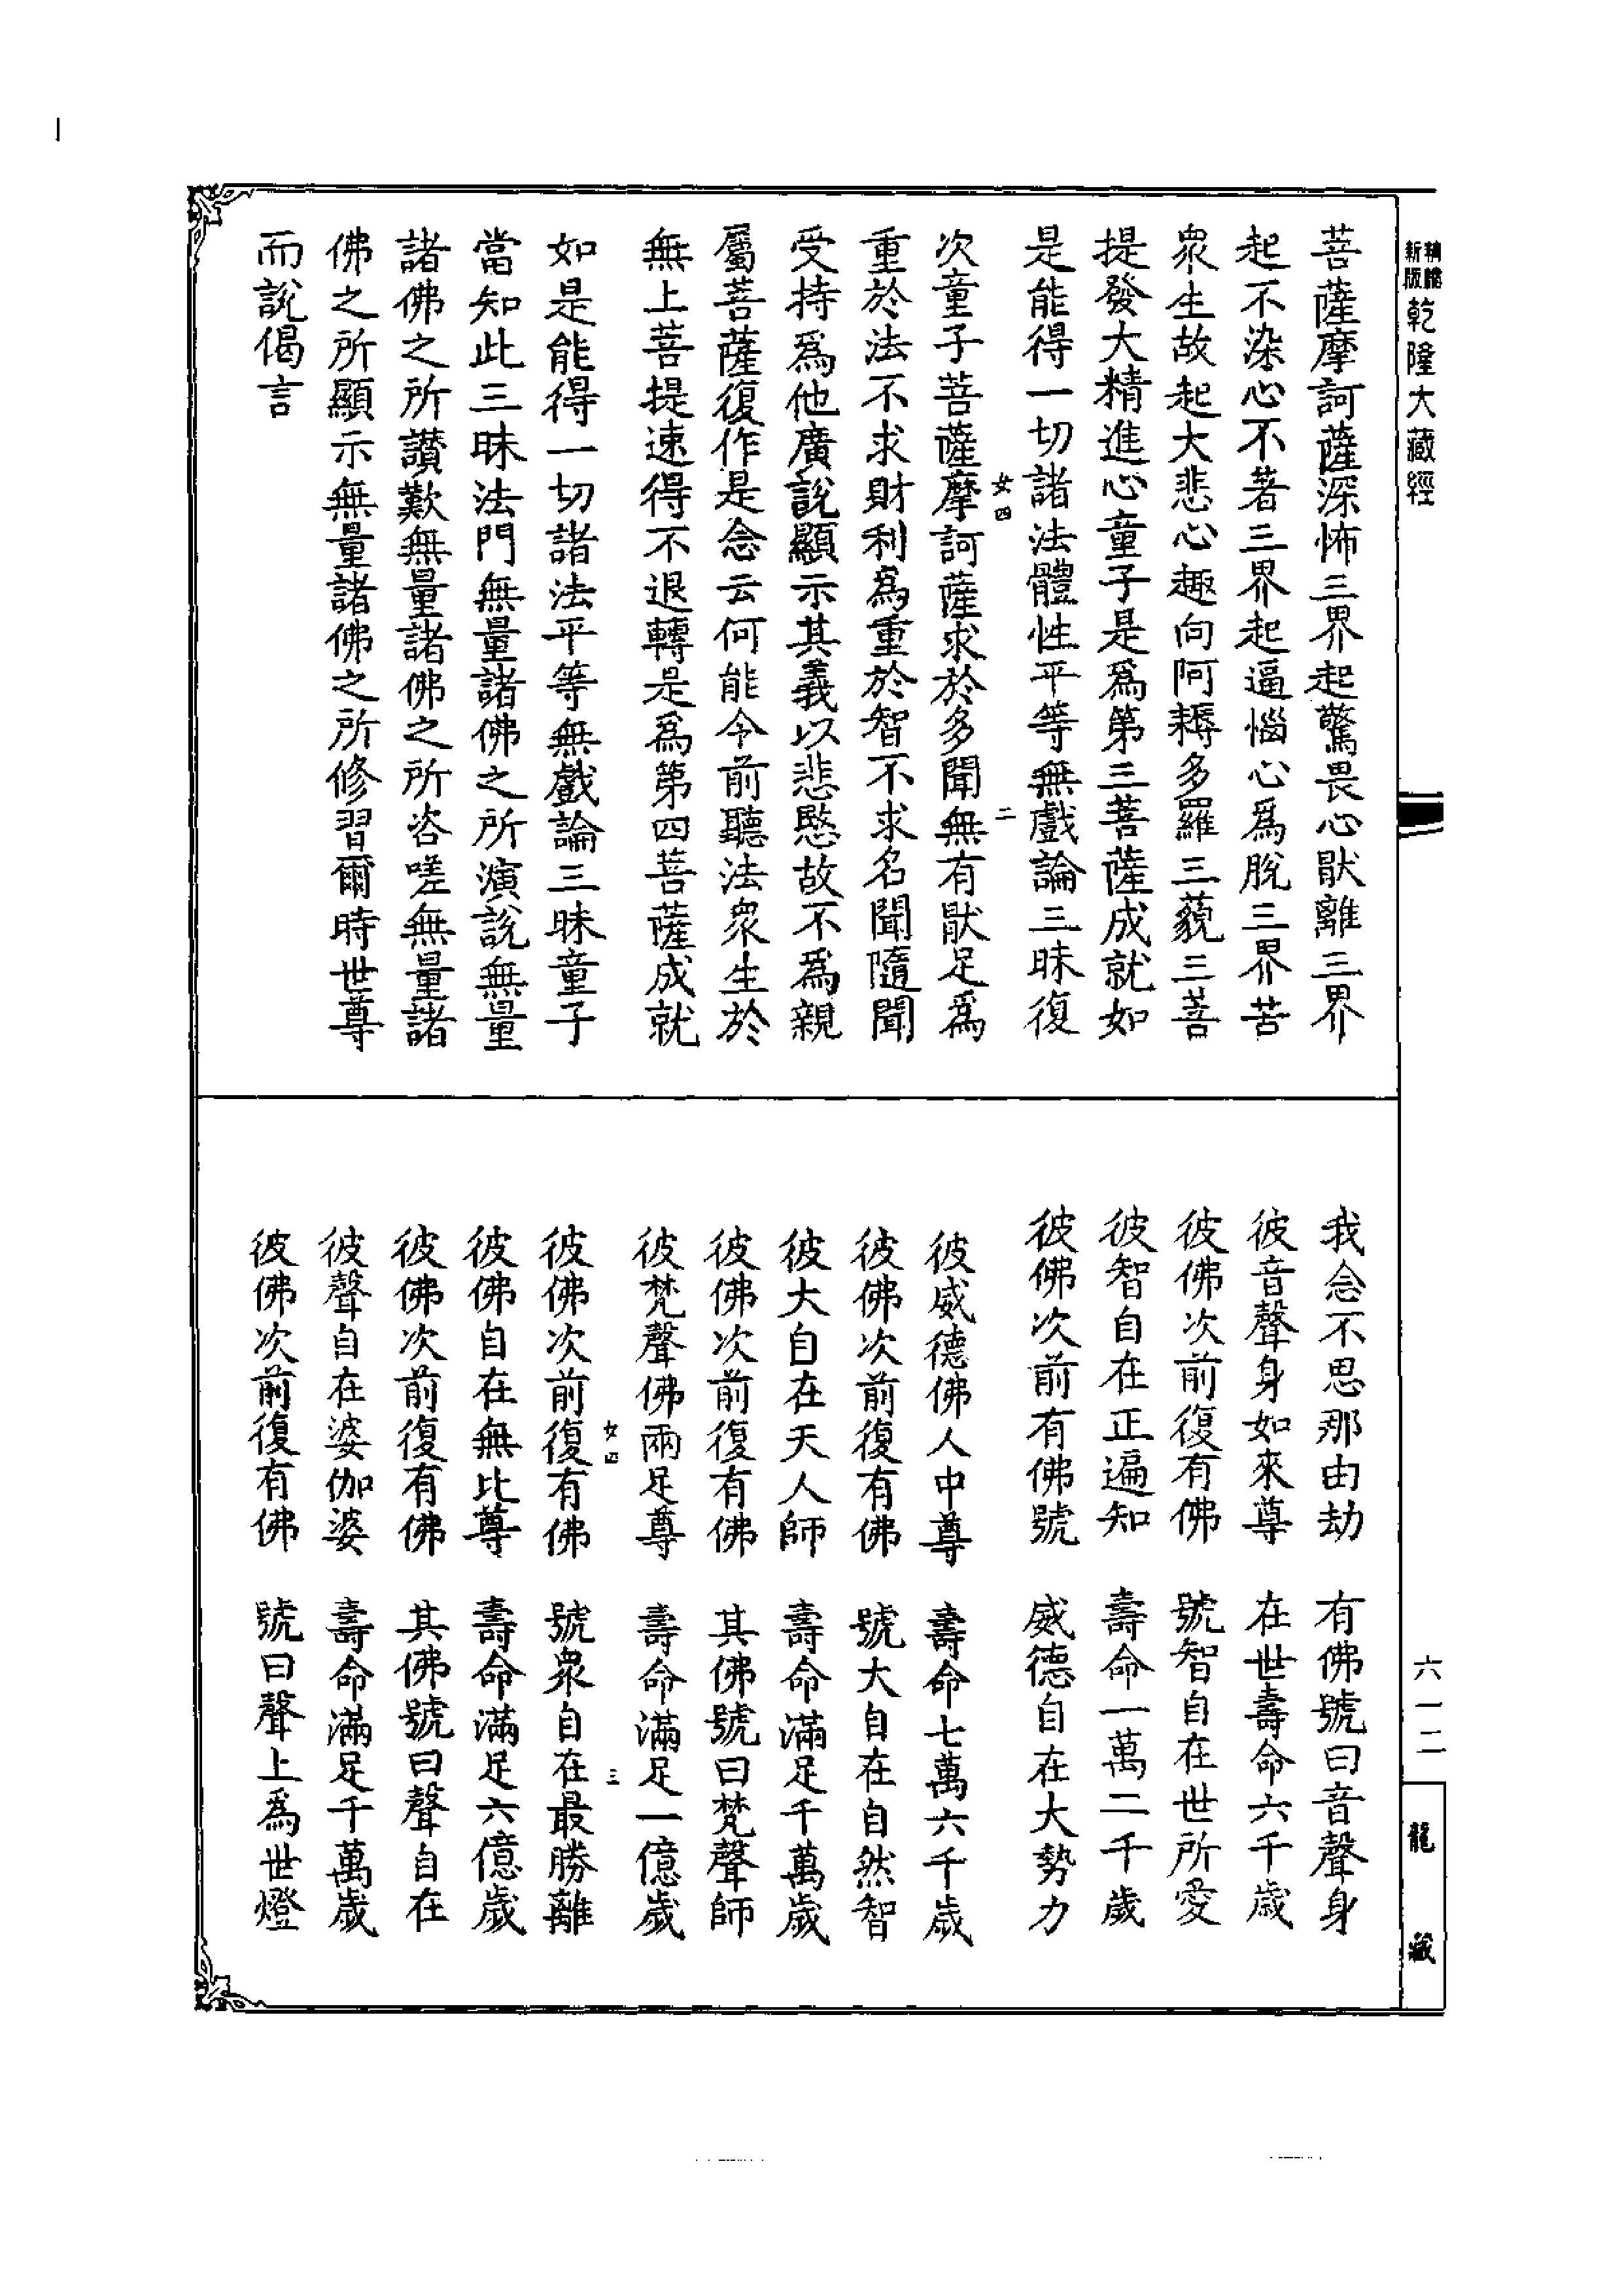 新版
乾隆大藏經
菩薩摩訶薩深怖三界起驚畏心猒離三界
起不染心不著三界起逼惱心爲脫三界苦
衆生故起大悲心趣向阿耨多羅三藐三菩
提發大精進心童子是爲第三菩薩成就如
是能得一切諸法體性平等無戲論三昧復
女四
二
次童子菩薩摩訶薩求於多聞無有猒足爲
重於法不求財利爲重於智不求名聞隨聞
受持爲他廣說顯示其義以悲愍故不爲親
屬菩薩復作是念云何能令前聽法衆生於
無上菩提速得不退轉是爲第四菩薩成就
如是能得一切諸法平等無戲論三昧童子
當知此三昧法門無量諸佛之所演說無量
諸佛之所讚歎無量諸佛之所咨嗟無量諸
佛之所顯示無量諸佛之所修習爾時世尊
而說偈言
我念不思那由劫 有佛號曰音聲身
彼音聲身如來尊 在世壽命六千歲
彼佛次前復有佛 號智自在世所愛
彼智自在正遍知 壽命一萬二千歲
彼佛次前有佛號 威德自在大勢力
彼威德佛人中尊 壽命七萬六千歲
彼佛次前復有佛 號大自在自然智
彼大自在天人師 壽命滿足千萬歲
彼佛次前復有佛 其佛號曰梵聲師
彼梵聲佛兩足尊 壽命滿足一億歲
女四
三
彼佛次前復有佛 號衆自在最勝離
彼佛自在無比尊 壽命滿足六億歲
彼佛次前復有佛 其佛號曰聲自在
彼聲自在婆伽婆 壽命滿足千萬歲
彼佛次前復有佛 號曰聲上爲世燈
六一二
龍藏